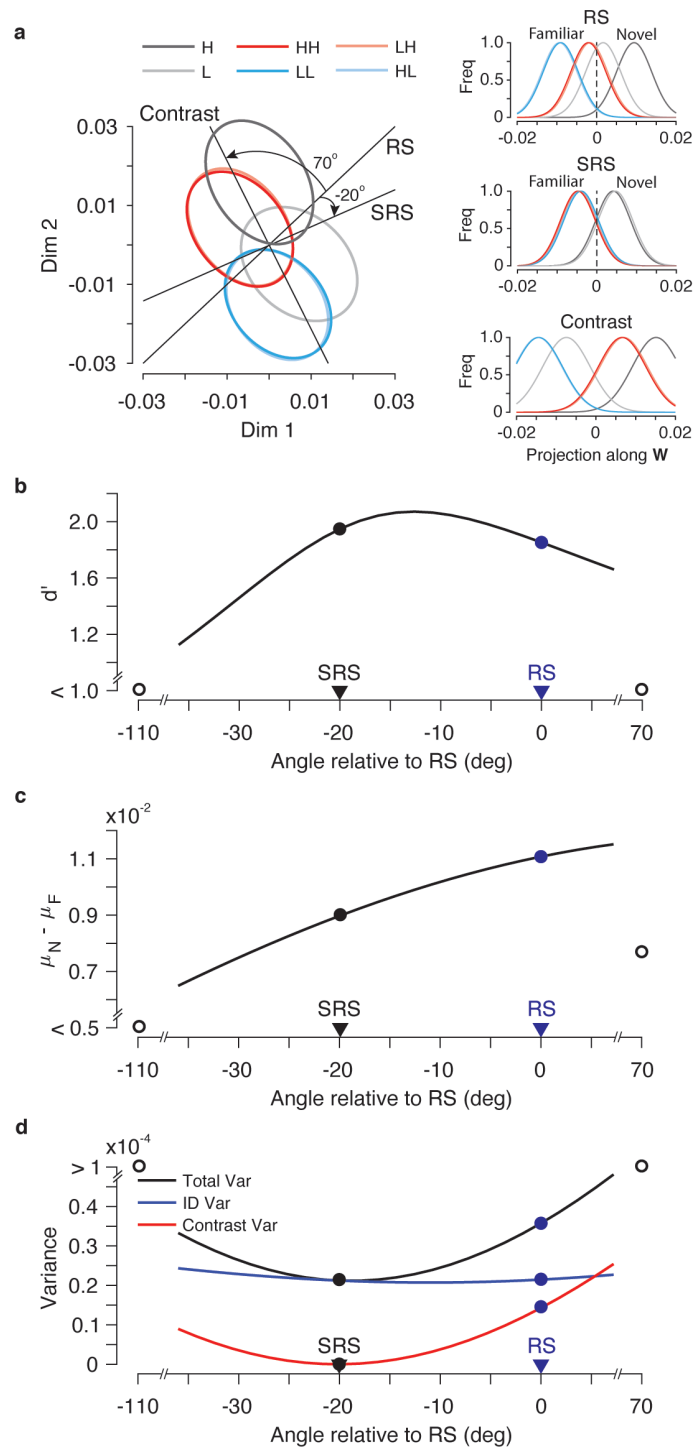 a
H HH LH
L LL HL
Contrast
70°
RS
-20°
SRS
0.03
0.01
-0.01
-0.03
Dim 2
-0.03 -0.01 0.01 0.03
Dim 1
RS
Familiar Novel
1.0
0.5
0
Freq
-0.02 0 0.02
SRS
Familiar Novel
1.0
0.5
0
Freq
-0.02 0 0.02
Contrast
1.0
0.5
0
Freq
-0.02 0 0.02
Projection along W
b
2.0
1.6
1.2
< 1.0
d'
SRS RS
-110 -30 -20 -10 0 70
Angle relative to RS (deg)
c
x10-2
1.1
0.9
0.7
< 0.5
μN - μF
SRS RS
-110 -30 -20 -10 0 70
Angle relative to RS (deg)
d
x10-4
> 1
0.4
0.3
0.2
0.1
0
Variance
Total Var
ID Var
Contrast Var
SRS RS
-110 -30 -20 -10 0 70
Angle relative to RS (deg)